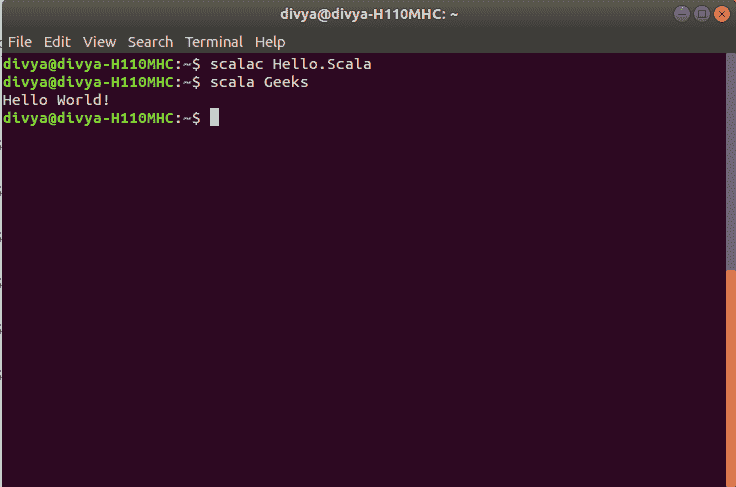 divya@divya-H110MHC: ~
File Edit View Search Terminal Help
divya@divya-H110MHC:~$ scalac Hello.Scala
divya@divya-H110MHC:~$ scala Geeks
Hello World!
divya@divya-H110MHC:~$